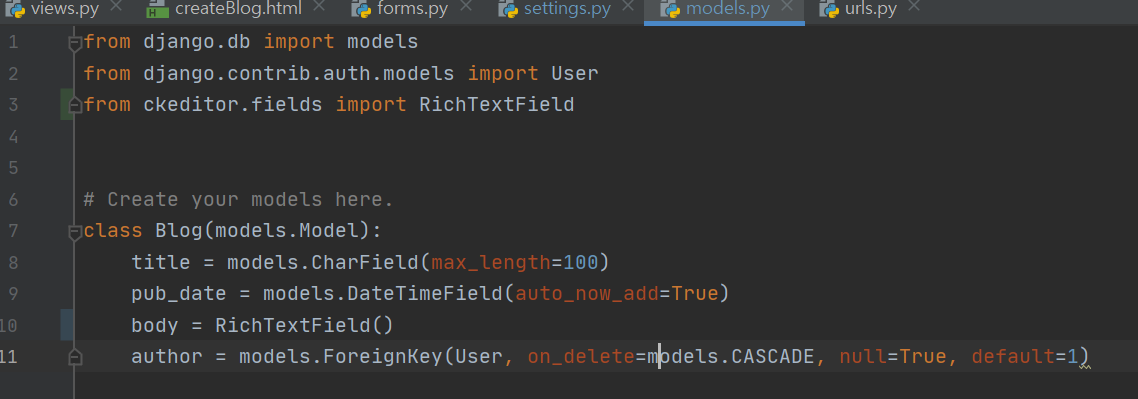 views.py createBlog.html forms.py settings.py models.py urls.py
1 from django.db import models
2 from django.contrib.auth.models import User
3 from ckeditor.fields import RichTextField
4
5
6 # Create your models here.
7 class Blog(models.Model):
8 title = models.CharField(max_length=100)
9 pub_date = models.DateTimeField(auto_now_add=True)
10 body = RichTextField()
11 author = models.ForeignKey(User, on_delete=models.CASCADE, null=True, default=1)